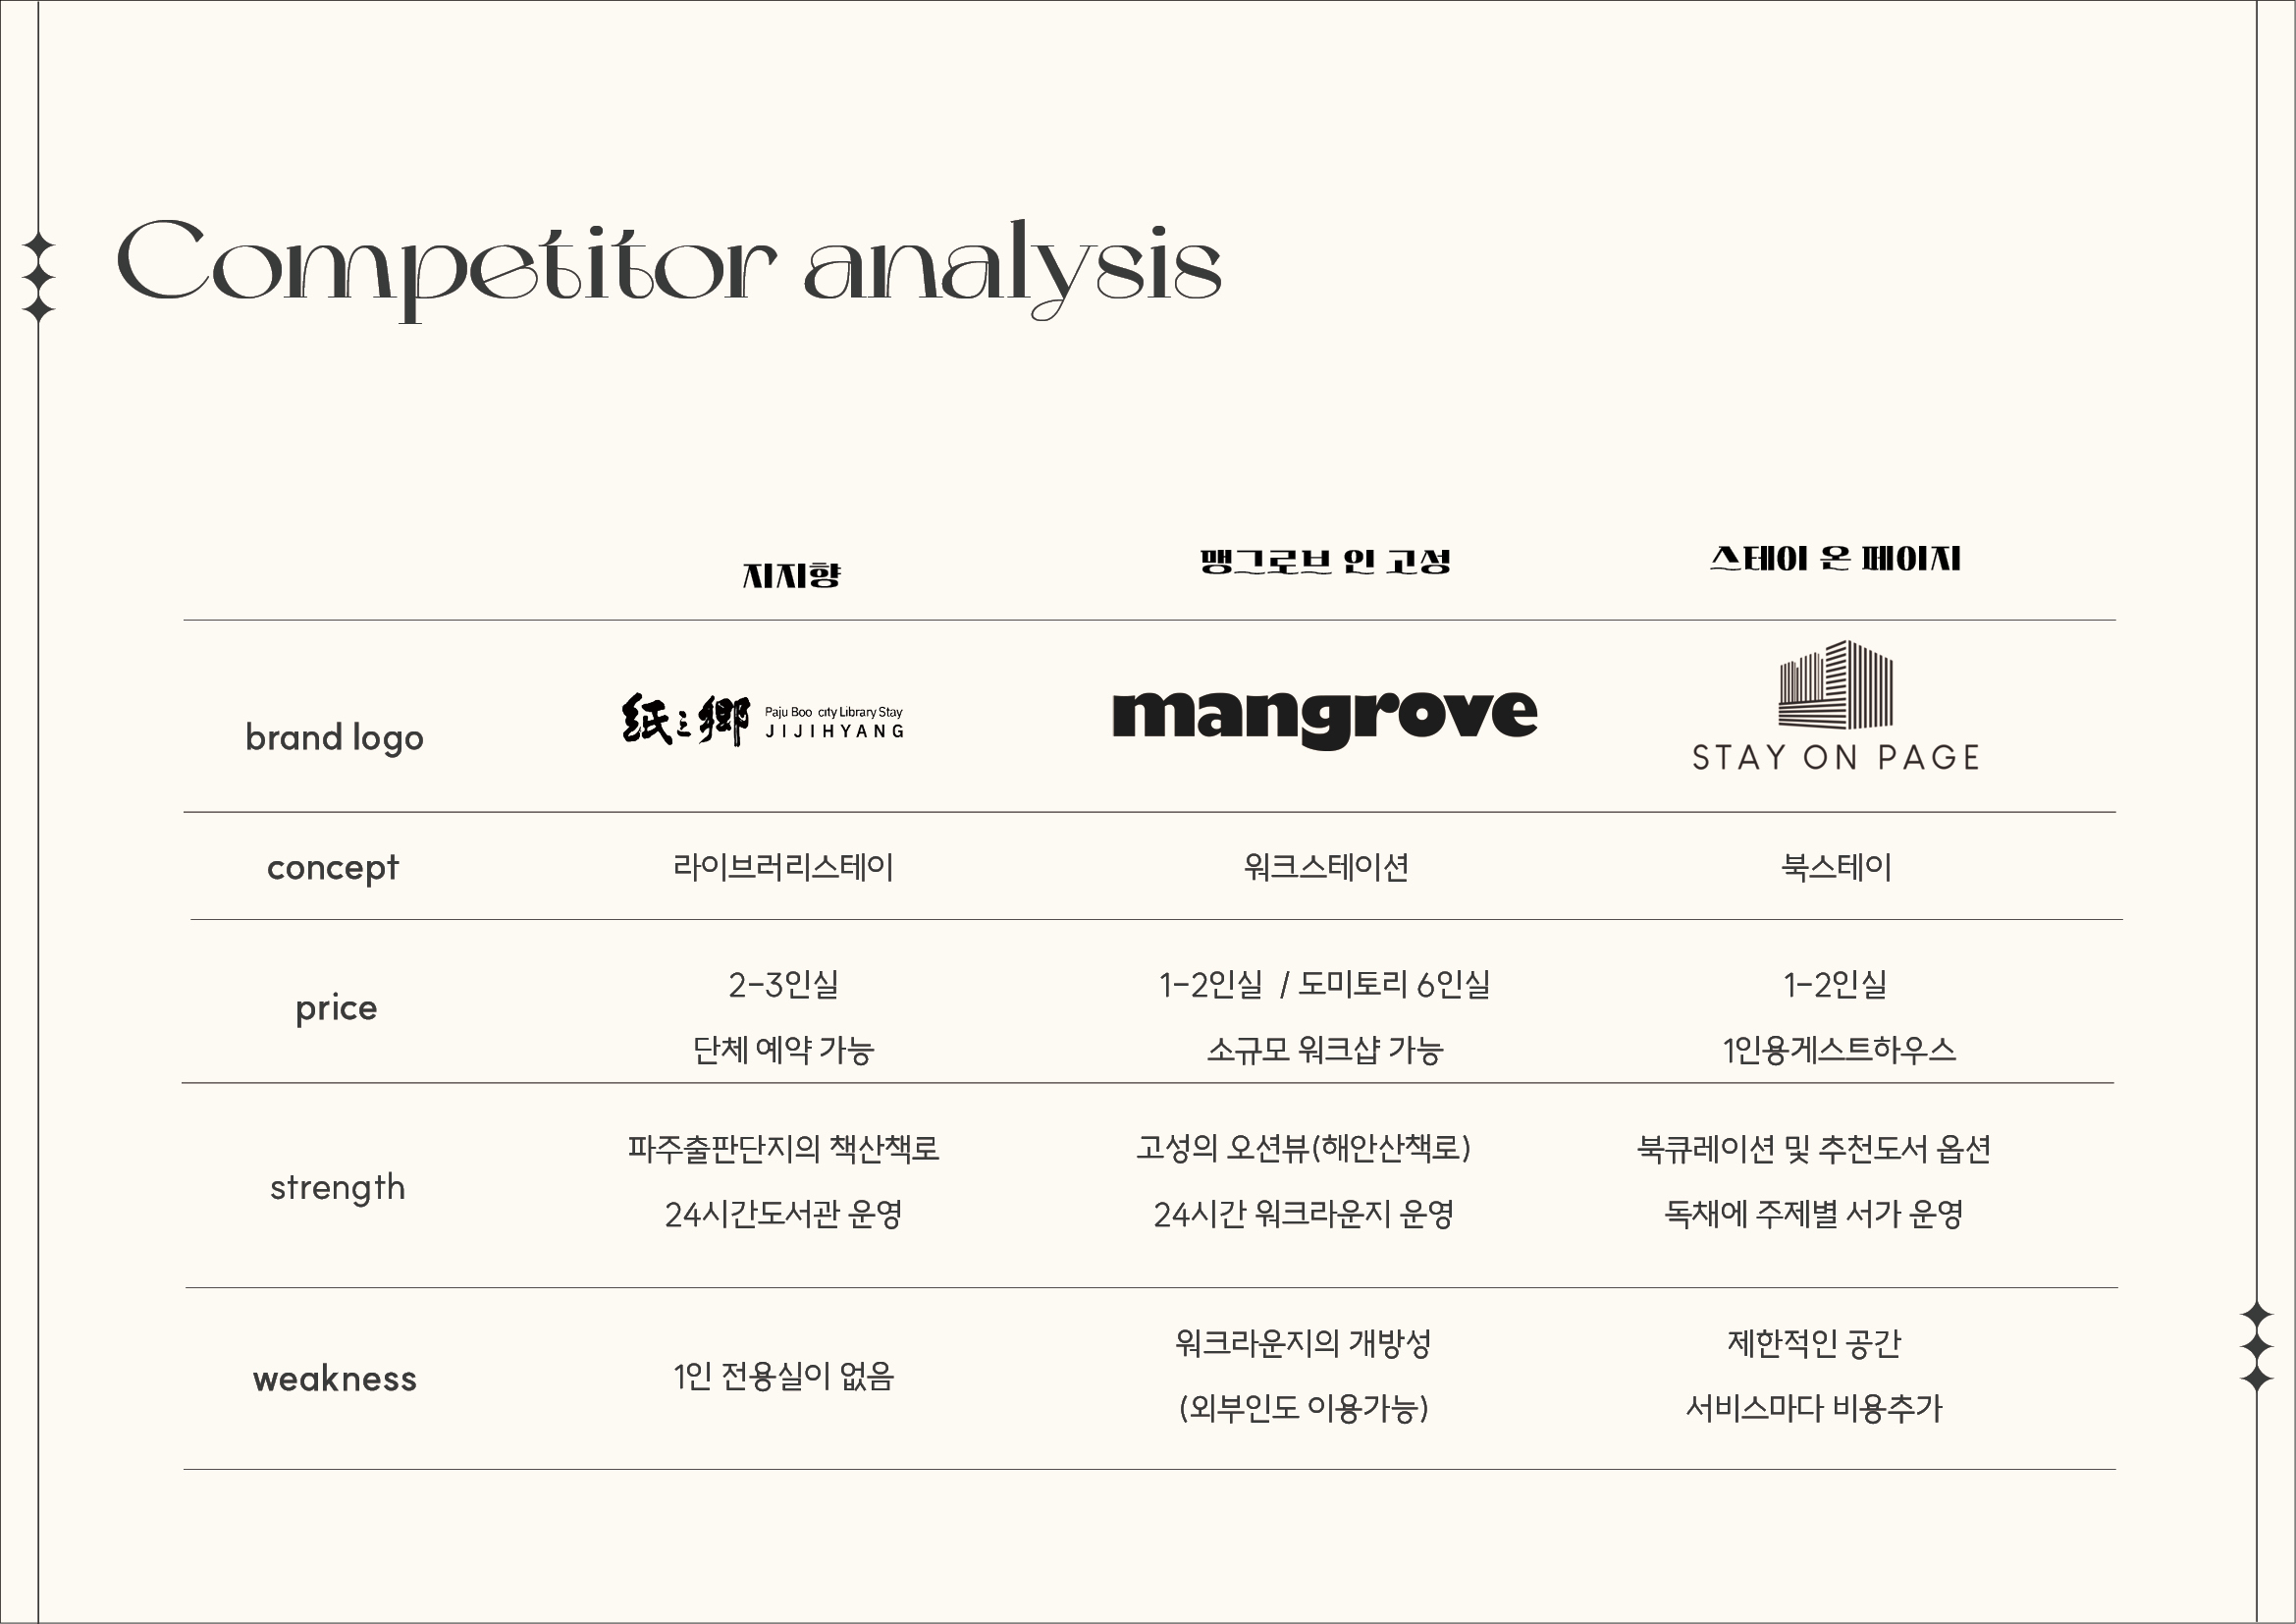 Competitor analysis
지지향
맹그로브 인 고성
스테이 온 페이지
brand logo
紙之鄕
Paju Boo city Library Stay
JIJIHYANG
mangrove
STAY ON PAGE
concept
라이브러리스테이
워크스테이션
북스테이
price
2-3인실
단체 예약 가능
1-2인실 / 도미토리 6인실
소규모 워크샵 가능
1-2인실
1인용게스트하우스
strength
파주출판단지의 책산책로
24시간도서관 운영
고성의 오션뷰(해안산책로)
24시간 워크라운지 운영
북큐레이션 및 추천도서 옵션
독채에 주제별 서가 운영
weakness
1인 전용실이 없음
워크라운지의 개방성
(외부인도 이용가능)
제한적인 공간
서비스마다 비용추가